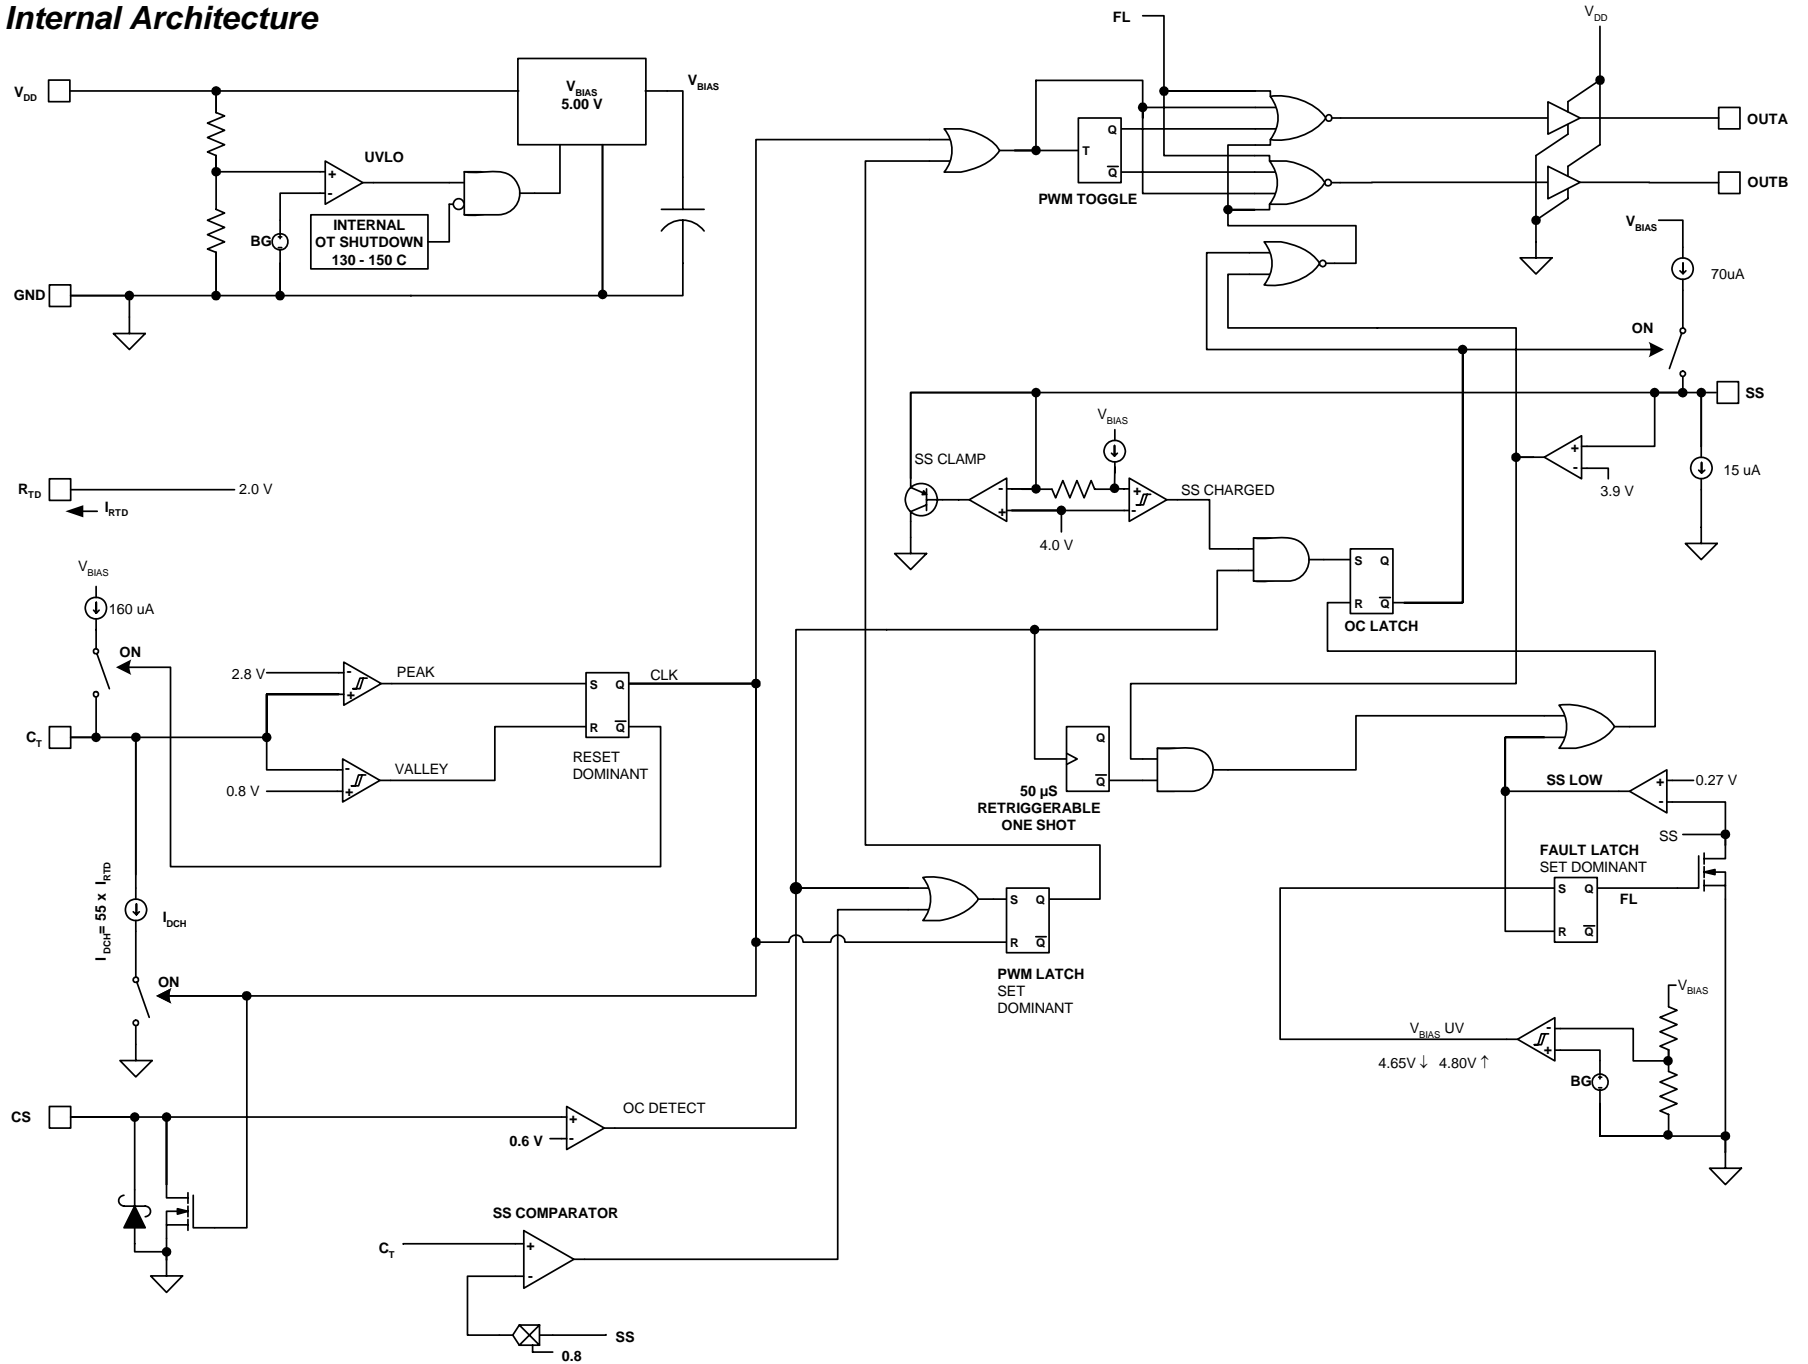 Internal Architecture
FL
VDD
VDD
VBIAS
5.00 V
VBIAS
UVLO
+
-
BG
INTERNAL
OT SHUTDOWN
130 - 150 C
GND
T
Q
Q
PWM TOGGLE
OUTA
OUTB
VBIAS
70uA
ON
SS
15 uA
+
-
3.9 V
RTD
2.0 V
IRTD
VBIAS
SS CLAMP
-
+
+
-
SS CHARGED
4.0 V
S Q
R Q
OC LATCH
VBIAS
160 uA
ON
2.8 V
-
+
PEAK
S Q
R Q
CLK
RESET
DOMINANT
CT
0.8 V
-
+
VALLEY
Q
Q
50 µS
RETRIGGERABLE
ONE SHOT
SS LOW
+
-
0.27 V
SS
FAULT LATCH
SET DOMINANT
S Q
R Q
FL
IDCH= 55 x IRTD
IDCH
ON
S Q
R Q
PWM LATCH
SET
DOMINANT
VBIAS
VBIAS UV
4.65V ↓ 4.80V ↑
-
+
BG
CS
+
-
0.6 V
OC DETECT
SS COMPARATOR
CT
+
-
SS
0.8